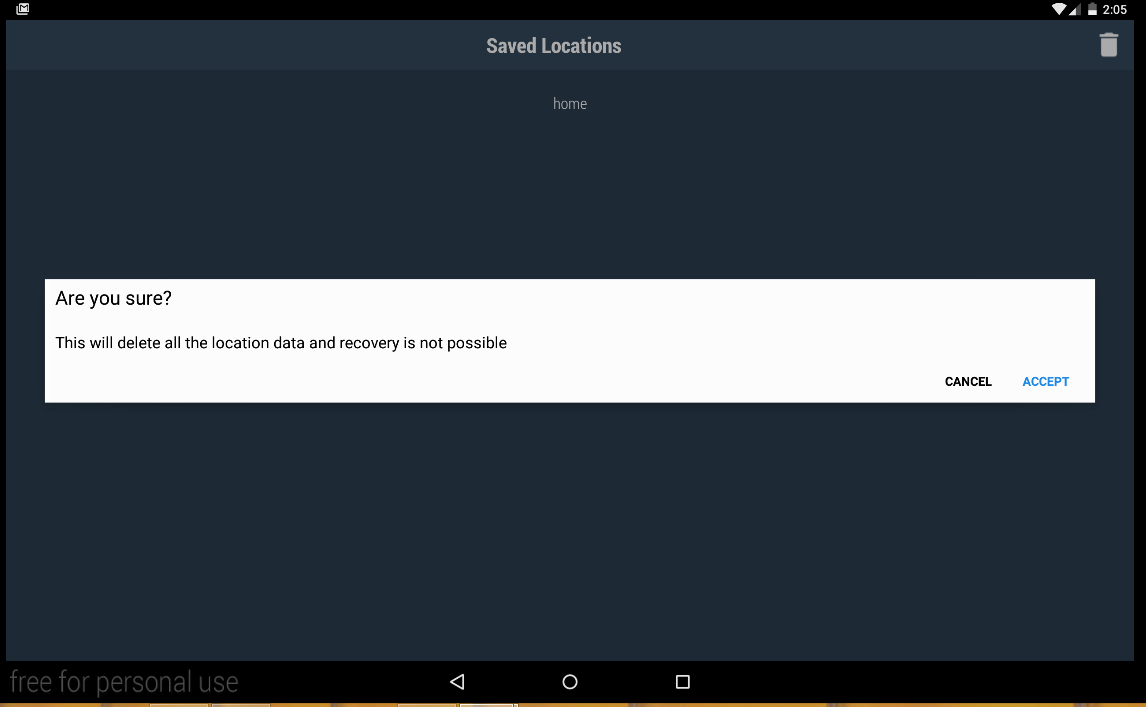 2:05
Saved Locations
home
Are you sure?
This will delete all the location data and recovery is not possible
CANCEL ACCEPT
free for personal use